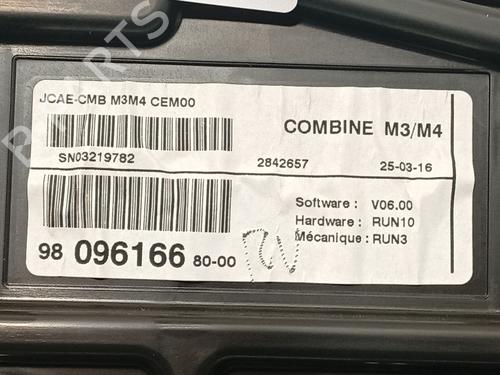 JCAE-CMB M3M4 CEM00
COMBINE M3/M4
SN03219782 2842657 25-03-16
Software : V06.00
Hardware : RUN10
Mécanique : RUN3
98 096166 80-00